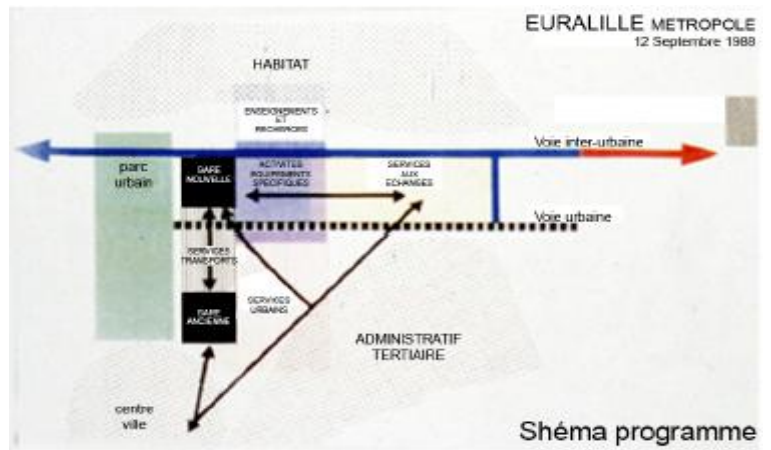 EURALILLE METROPOLE
12 Septembre 1988
HABITAT
ENSEIGNEMENTS
ET
RECHERCHES
Voie inter-urbaine
parc
urbain
GARE
NOUVELLE
ACTIVITES
EQUIPEMENTS
SPECIFIQUES
SERVICES
AUX
ECHANGES
Voie urbaine
SERVICES
TRANSPORTS
GARE
ANCIENNE
SERVICES
URBAINS
ADMINISTRATIF
TERTIAIRE
centre
ville
Shéma programme